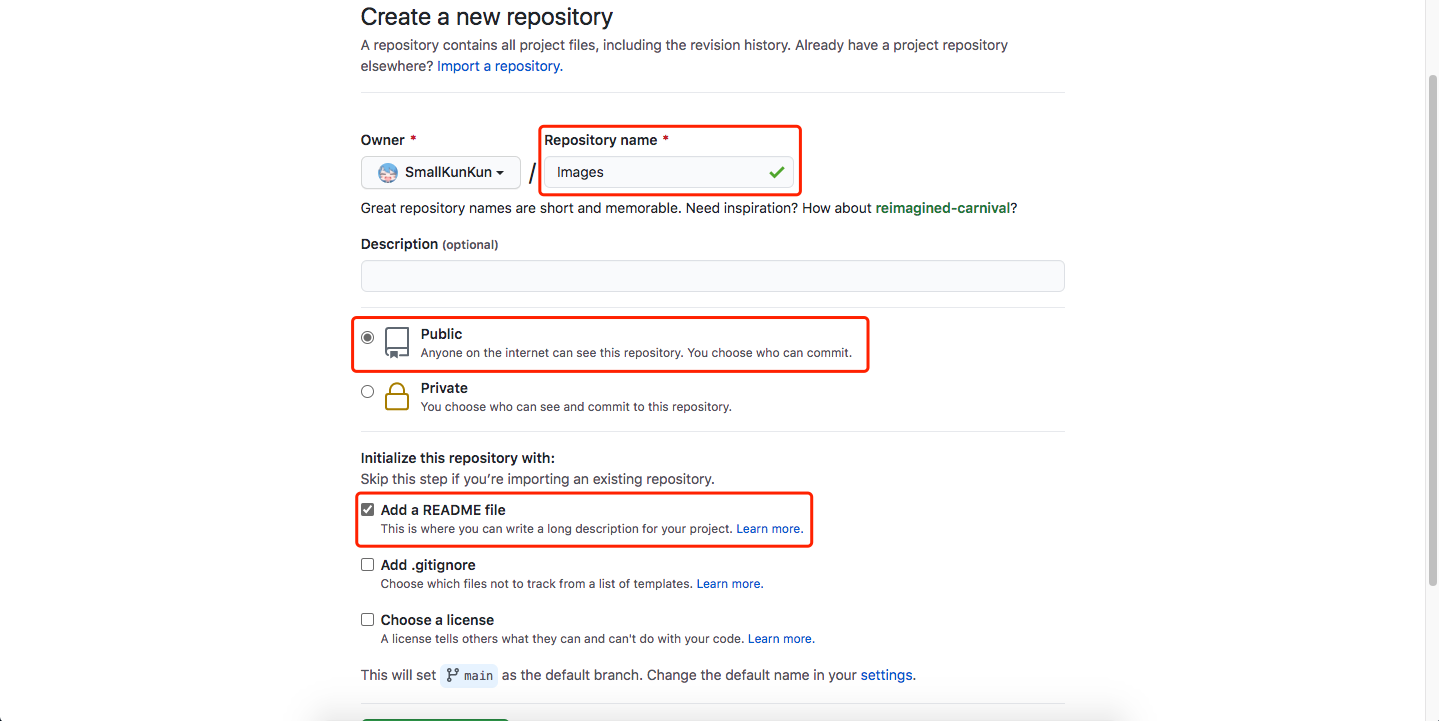 Create a new repository
A repository contains all project files, including the revision history. Already have a project repository
elsewhere? Import a repository.
Owner *
Repository name *
SmallKunKun
/
Images
Great repository names are short and memorable. Need inspiration? How about reimagined-carnival?
Description (optional)
Public
Anyone on the internet can see this repository. You choose who can commit.
Private
You choose who can see and commit to this repository.
Initialize this repository with:
Skip this step if you’re importing an existing repository.
Add a README file
This is where you can write a long description for your project. Learn more.
Add .gitignore
Choose which files not to track from a list of templates. Learn more.
Choose a license
A license tells others what they can and can't do with your code. Learn more.
This will set main as the default branch. Change the default name in your settings.